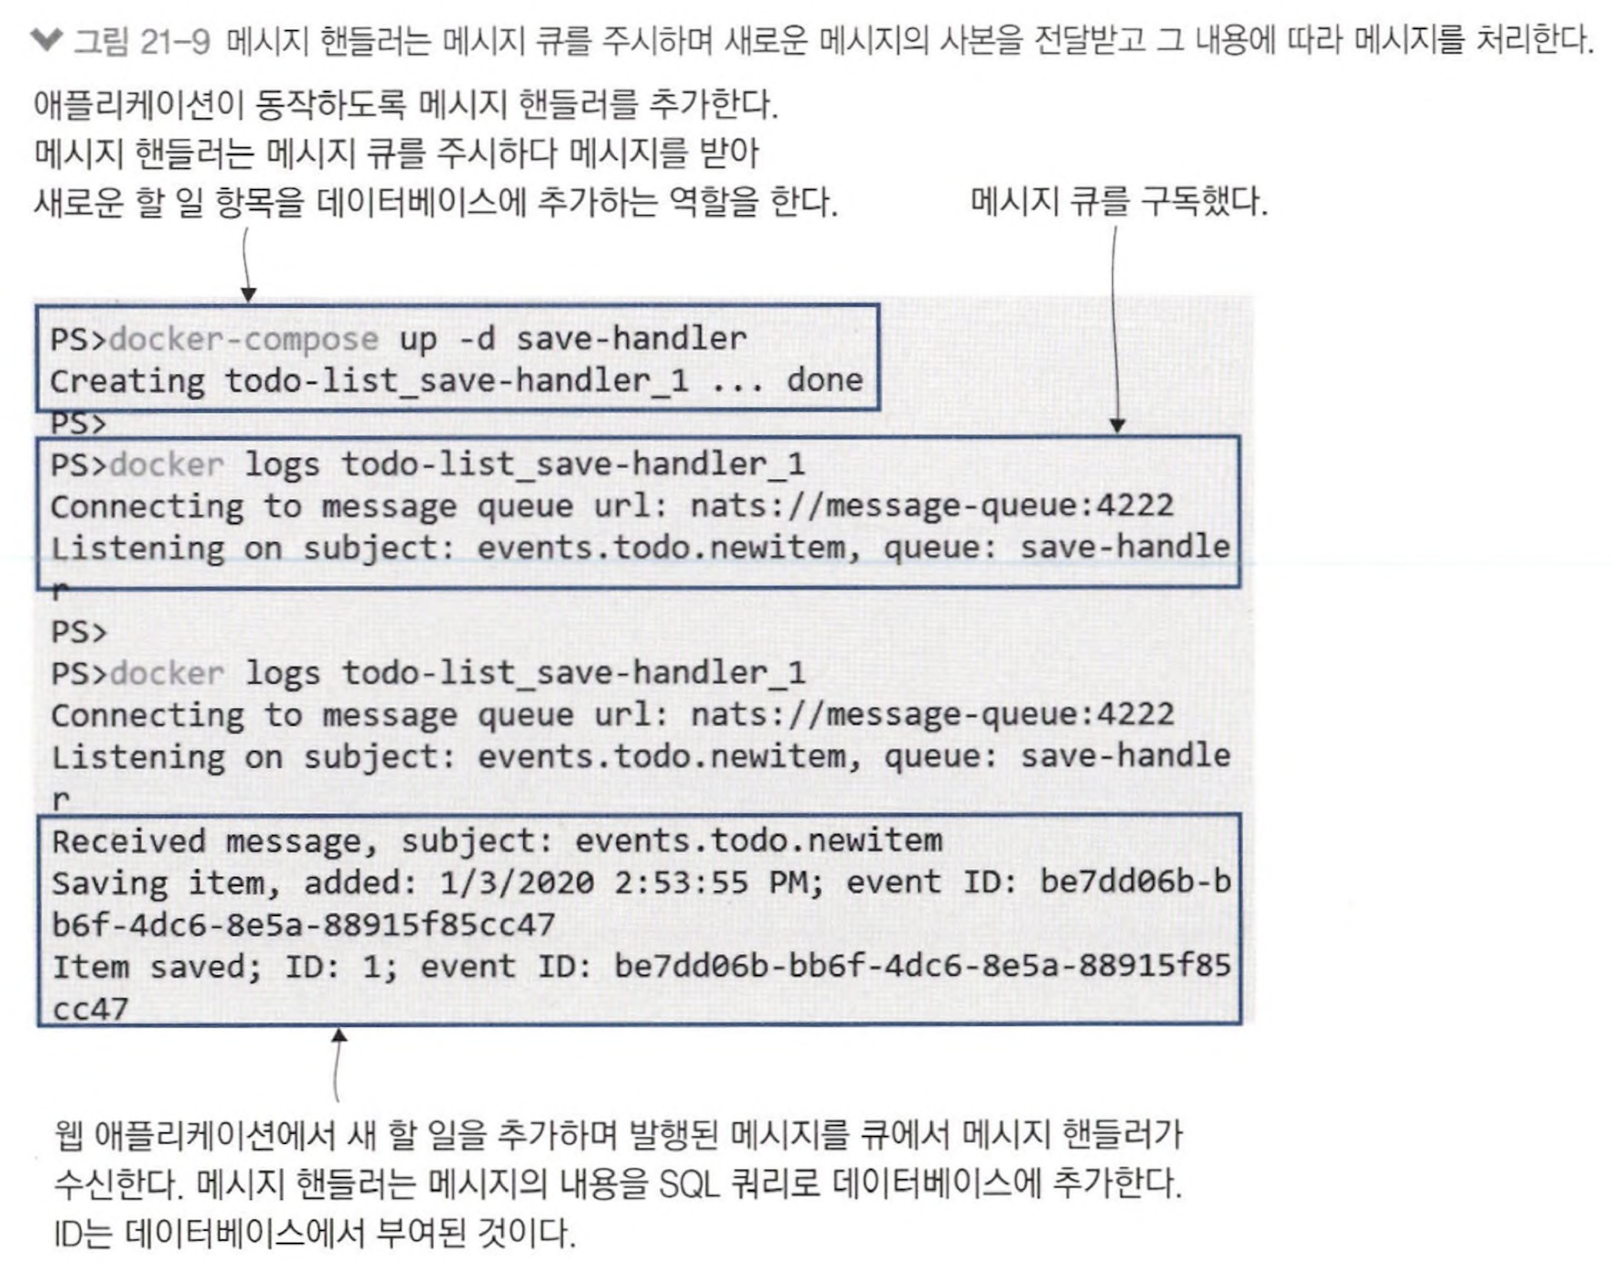 그림 21-9 메시지 핸들러는 메시지 큐를 주시하며 새로운 메시지의 사본을 전달받고 그 내용에 따라 메시지를 처리한다.
애플리케이션이 동작하도록 메시지 핸들러를 추가한다.
메시지 핸들러는 메시지 큐를 주시하다 메시지를 받아
새로운 할 일 항목을 데이터베이스에 추가하는 역할을 한다.
메시지 큐를 구독했다.
PS>docker-compose up -d save-handler
Creating todo-list_save-handler_1 ... done
PS>
PS>docker logs todo-list_save-handler_1
Connecting to message queue url: nats://message-queue:4222
Listening on subject: events.todo.newitem, queue: save-handle
r
PS>
PS>docker logs todo-list_save-handler_1
Connecting to message queue url: nats://message-queue:4222
Listening on subject: events.todo.newitem, queue: save-handle
r
Received message, subject: events.todo.newitem
Saving item, added: 1/3/2020 2:53:55 PM; event ID: be7dd06b-b
b6f-4dc6-8e5a-88915f85cc47
Item saved; ID: 1; event ID: be7dd06b-bb6f-4dc6-8e5a-88915f85
cc47
웹 애플리케이션에서 새 할 일을 추가하며 발행된 메시지를 큐에서 메시지 핸들러가
수신한다. 메시지 핸들러는 메시지의 내용을 SQL 쿼리로 데이터베이스에 추가한다.
ID는 데이터베이스에서 부여된 것이다.